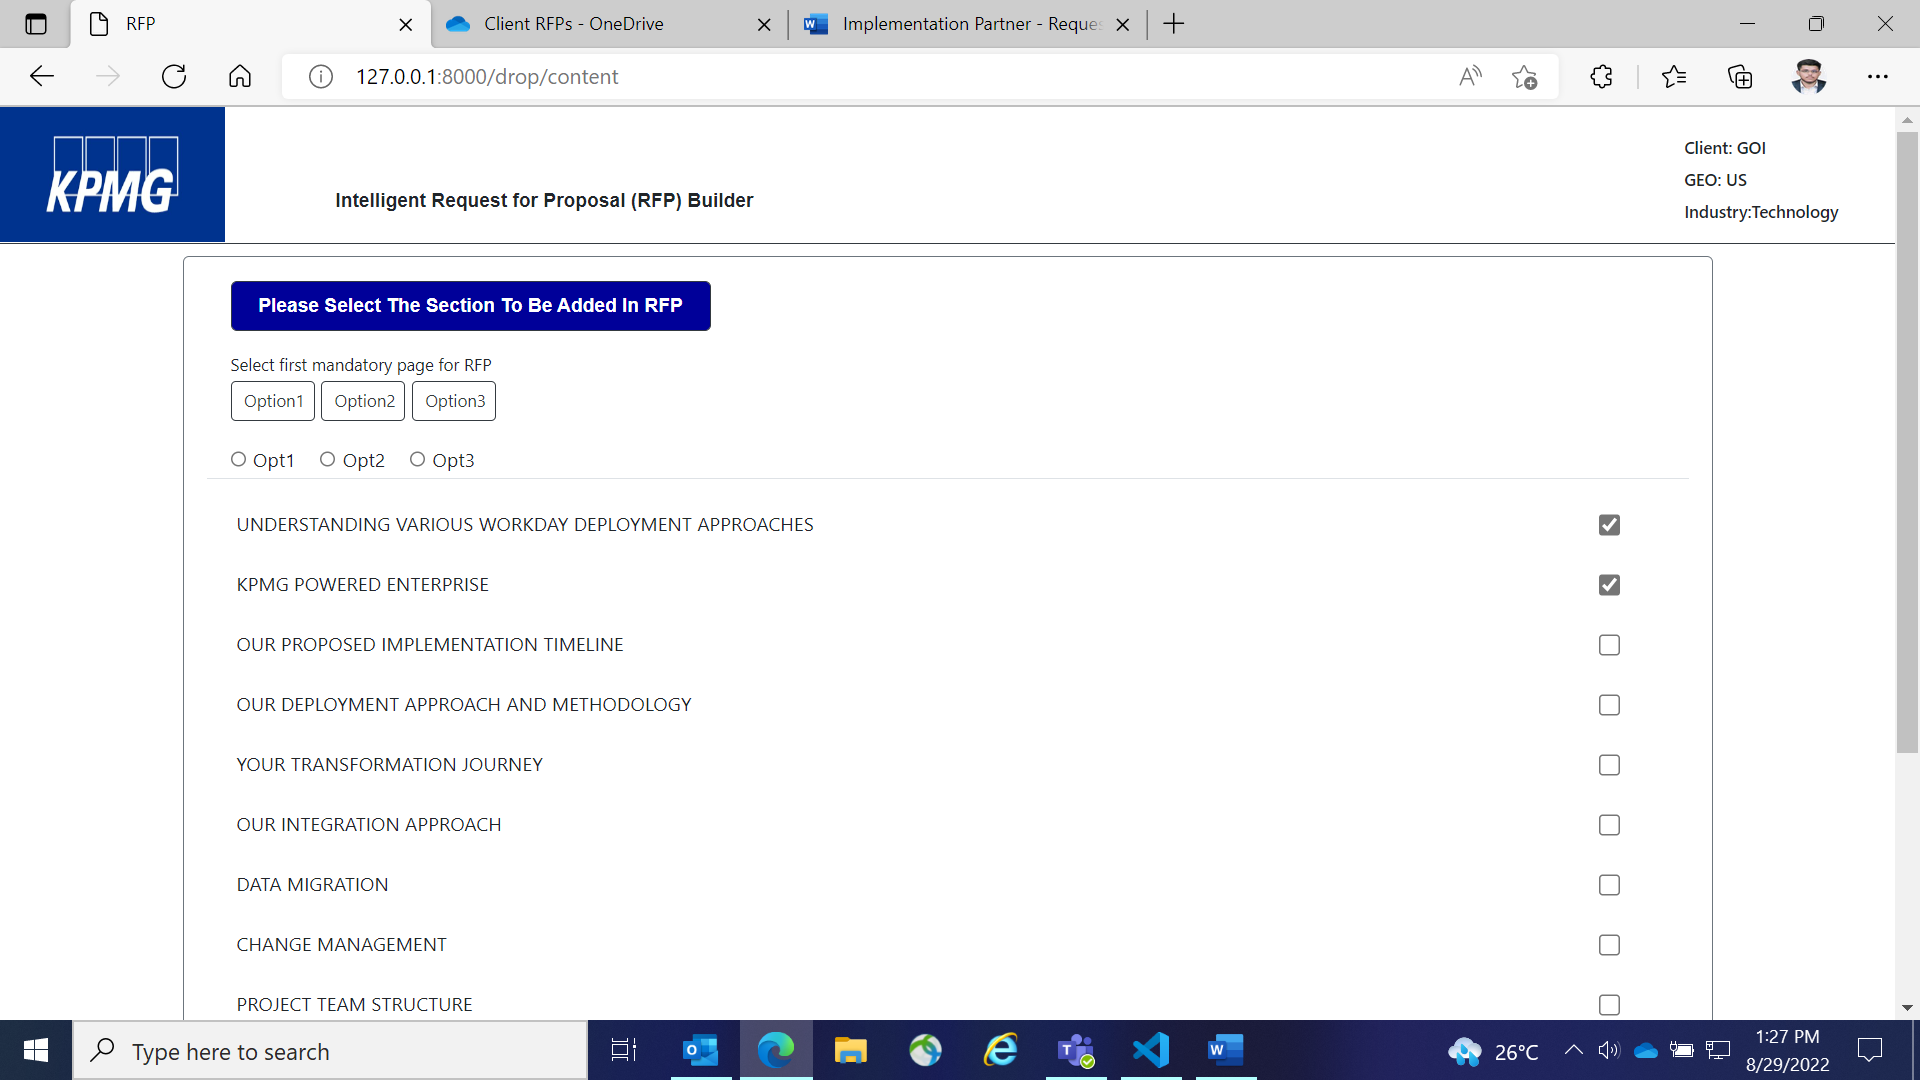 RFP
Client RFPs - OneDrive
Implementation Partner - Reques
127.0.0.1:8000/drop/content
KPMG
Intelligent Request for Proposal (RFP) Builder
Client: GOI
GEO: US
Industry:Technology
Please Select The Section To Be Added In RFP
Select first mandatory page for RFP
Option1 Option2 Option3
Opt1 Opt2 Opt3
UNDERSTANDING VARIOUS WORKDAY DEPLOYMENT APPROACHES
KPMG POWERED ENTERPRISE
OUR PROPOSED IMPLEMENTATION TIMELINE
OUR DEPLOYMENT APPROACH AND METHODOLOGY
YOUR TRANSFORMATION JOURNEY
OUR INTEGRATION APPROACH
DATA MIGRATION
CHANGE MANAGEMENT
PROJECT TEAM STRUCTURE
Type here to search
26°C
1:27 PM
8/29/2022